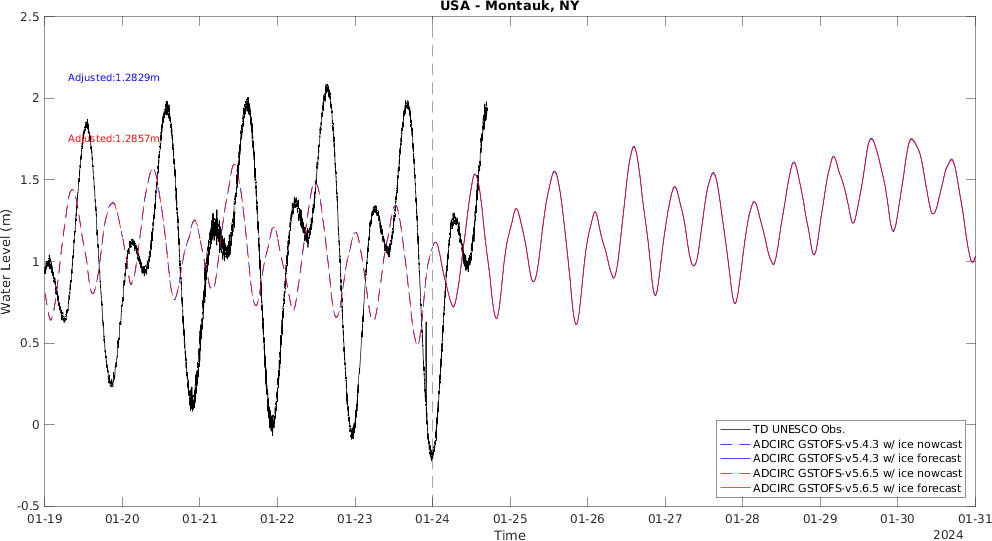 USA - Montauk, NY
2.5
2
1.5
1
0.5
0
-0.5
Water Level (m)
Adjusted:1.2829m
Adjusted:1.2857m
TD UNESCO Obs.
ADCIRC GSTOFS-v5.4.3 w/ ice nowcast
ADCIRC GSTOFS-v5.4.3 w/ ice forecast
ADCIRC GSTOFS-v5.6.5 w/ ice nowcast
ADCIRC GSTOFS-v5.6.5 w/ ice forecast
01-19 01-20 01-21 01-22 01-23 01-24 01-25 01-26 01-27 01-28 01-29 01-30 01-31
Time
2024